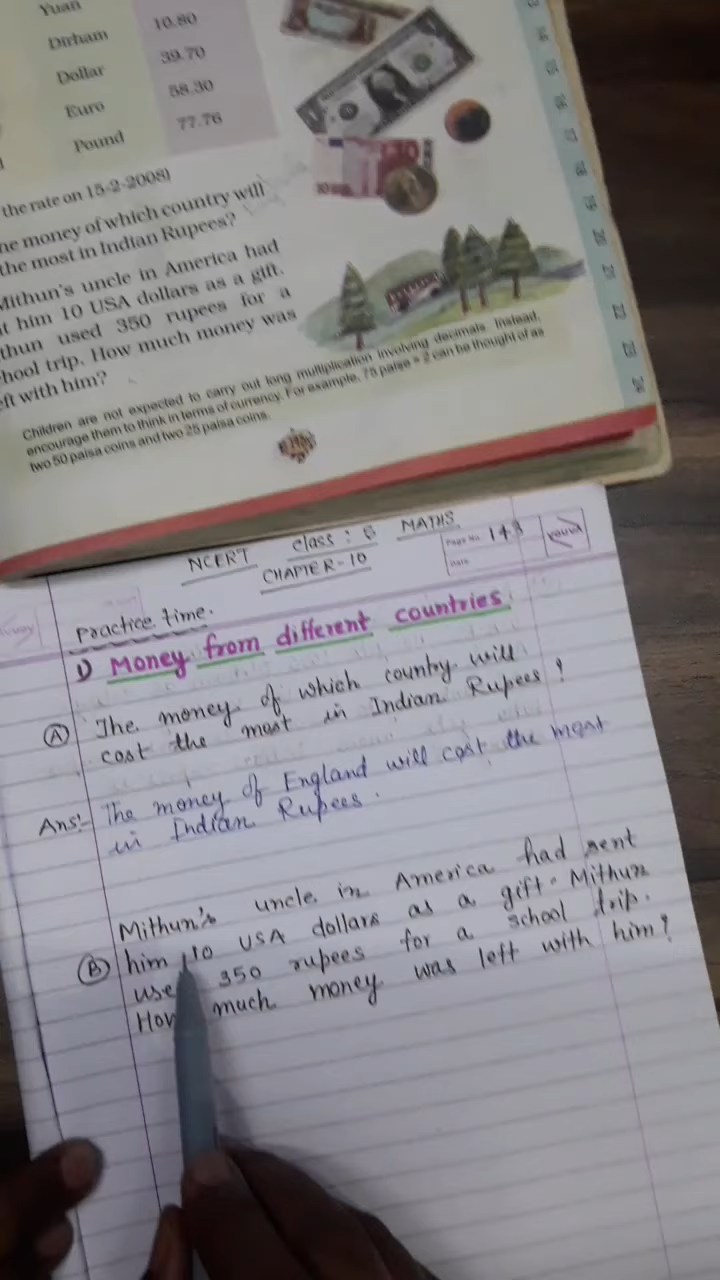 Yuan
Dirham 10.80
Dollar 39.70
Euro 58.30
Pound 77.76
the rate on 15-2-2008)
ne money of which country will
the most in Indian Rupees?
Mithun's uncle in America had
t him 10 USA dollars as a gift.
thun used 350 rupees for a
hool trip. How much money was
ft with him?
Children are not expected to carry out long multiplication involving decimals. Instead,
encourage them to think in terms of currency. For example, 75 paise × 2 can be thought of as
two 50 paisa coins and two 25 paisa coins.
NCERT class: 5 MATHS
CHAPTER-10
Page No. 143
Date
Practice time.
1) Money from different countries
(A) The money of which country will
cost the most in Indian Rupees?
Ans:- The money of England will cost the most
in Indian Rupees.
Mithun's uncle in America had sent
(B) him 10 USA dollars as a gift. Mithun
use 350 rupees for a school trip.
How much money was left with him?